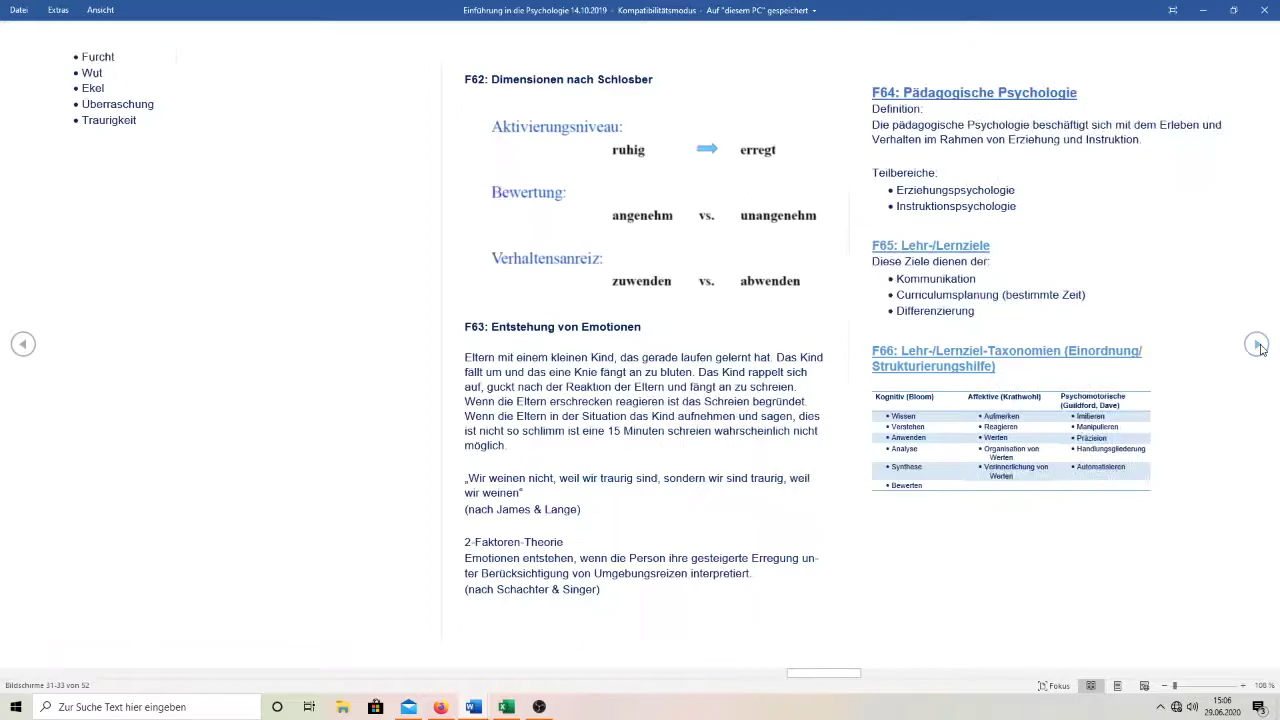 Datei Extras Ansicht
Einführung in die Psychologie 14.10.2019 - Kompatibilitätsmodus - Auf "diesem PC" gespeichert
• Furcht
• Wut
• Ekel
• Überraschung
• Traurigkeit
F62: Dimensionen nach Schlosber
Aktivierungsniveau:
ruhig erregt
Bewertung:
angenehm vs. unangenehm
Verhaltensanreiz:
zuwenden vs. abwenden
F63: Entstehung von Emotionen
Eltern mit einem kleinen Kind, das gerade laufen gelernt hat. Das Kind
fällt um und das eine Knie fängt an zu bluten. Das Kind rappelt sich
auf, guckt nach der Reaktion der Eltern und fängt an zu schreien.
Wenn die Eltern erschrecken reagieren ist das Schreien begründet.
Wenn die Eltern in der Situation das Kind aufnehmen und sagen, dies
ist nicht so schlimm ist eine 15 Minuten schreien wahrscheinlich nicht
möglich.
„Wir weinen nicht, weil wir traurig sind, sondern wir sind traurig, weil
wir weinen“
(nach James & Lange)
2-Faktoren-Theorie
Emotionen entstehen, wenn die Person ihre gesteigerte Erregung un-
ter Berücksichtigung von Umgebungsreizen interpretiert.
(nach Schachter & Singer)
F64: Pädagogische Psychologie
Definition:
Die pädagogische Psychologie beschäftigt sich mit dem Erleben und
Verhalten im Rahmen von Erziehung und Instruktion.
Teilbereiche:
• Erziehungspsychologie
• Instruktionspsychologie
F65: Lehr-/Lernziele
Diese Ziele dienen der:
• Kommunikation
• Curriculumsplanung (bestimmte Zeit)
• Differenzierung
F66: Lehr-/Lernziel-Taxonomien (Einordnung/
Strukturierungshilfe)
Kognitiv (Bloom) Affektive (Krathwohl) Psychomotorische
(Guildford, Dave)
• Wissen • Aufmerken • Imitieren
• Verstehen • Reagieren • Manipulieren
• Anwenden • Werten • Präzision
• Analyse • Organisation von Werten • Handlungsgliederung
• Synthese • Verinnerlichung von Werten • Automatisieren
• Bewerten
Bildschirme 31-33 von 52
Fokus
108 %
Zur Suche Text hier eingeben
15:06
29.06.2020